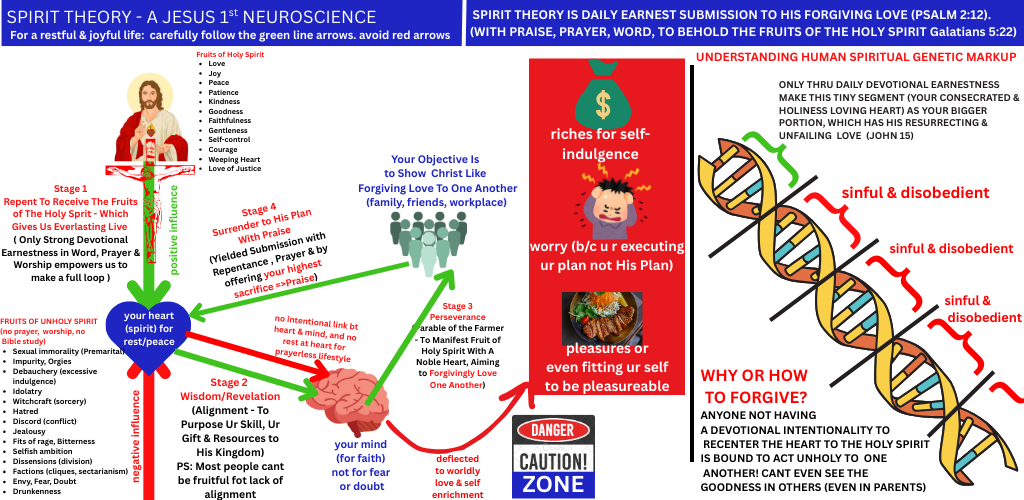 SPIRIT THEORY - A JESUS 1st NEUROSCIENCE
For a restful & joyful life: carefully follow the green line arrows. avoid red arrows
SPIRIT THEORY IS DAILY EARNEST SUBMISSION TO HIS FORGIVING LOVE (PSALM 2:12).
(WITH PRAISE, PRAYER, WORD, TO BEHOLD THE FRUITS OF THE HOLY SPIRIT Galatians 5:22)
Fruits of Holy Spirit
Love
Joy
Peace
Patience
Kindness
Goodness
Faithfulness
Gentleness
Self-control
Courage
Weeping Heart
Love of Justice
Stage 1
Repent To Receive The Fruits
of The Holy Sprit - Which
Gives Us Everlasting Live
( Only Strong Devotional
Earnestness in Word, Prayer &
Worship empowers us to
make a full loop )
positive influence
your heart
(spirit) for
rest/peace
FRUITS OF UNHOLY SPIRIT
(no prayer, worship, no
Bible study)
Sexual immorality (Premarital)
Impurity, Orgies
Debauchery (excessive
indulgence)
Idolatry
Witchcraft (sorcery)
Hatred
Discord (conflict)
Jealousy
Fits of rage, Bitterness
Selfish ambition
Dissensions (division)
Factions (cliques, sectarianism)
Envy, Fear, Doubt
Drunkenness
negative influence
Stage 4
Surrender to His Plan
With Praise
(Yielded Submission with
Repentance , Prayer & by
offering your highest
sacrifice =>Praise)
no intentional link bt
heart & mind, and no
rest at heart for
prayerless lifestyle
Stage 2
Wisdom/Revelation
(Alignment - To
Purpose Ur Skill, Ur
Gift & Resources to
His Kingdom)
PS: Most people cant
be fruitful fot lack of
alignment
Your Objective Is
to Show Christ Like
Forgiving Love To One Another
(family, friends, workplace)
Stage 3
Perseverance
arable of the Farmer
- To Manifest Fruit of
Holy Spirit With A
Noble Heart, Aiming
to Forgivingly Love
One Another)
your mind
(for faith)
not for fear
or doubt
deflected
to worldly
love & self
enrichment
$
riches for self-
indulgence
worry (b/c u r executing
ur plan not His Plan)
pleasures or
even fitting ur self
to be pleasureable
DANGER
CAUTION!
ZONE
UNDERSTANDING HUMAN SPIRITUAL GENETIC MARKUP
ONLY THRU DAILY DEVOTIONAL EARNESTNESS
MAKE THIS TINY SEGMENT (YOUR CONSECRATED &
HOLINESS LOVING HEART) AS YOUR BIGGER
PORTION, WHICH HAS HIS RESURRECTING &
UNFAILING LOVE (JOHN 15)
sinful & disobedient
sinful & disobedient
sinful &
disobedient
WHY OR HOW
TO FORGIVE?
ANYONE NOT HAVING
A DEVOTIONAL INTENTIONALITY TO
RECENTER THE HEART TO THE HOLY SPIRIT
IS BOUND TO ACT UNHOLY TO ONE
ANOTHER! CANT EVEN SEE THE
GOODNESS IN OTHERS (EVEN IN PARENTS)